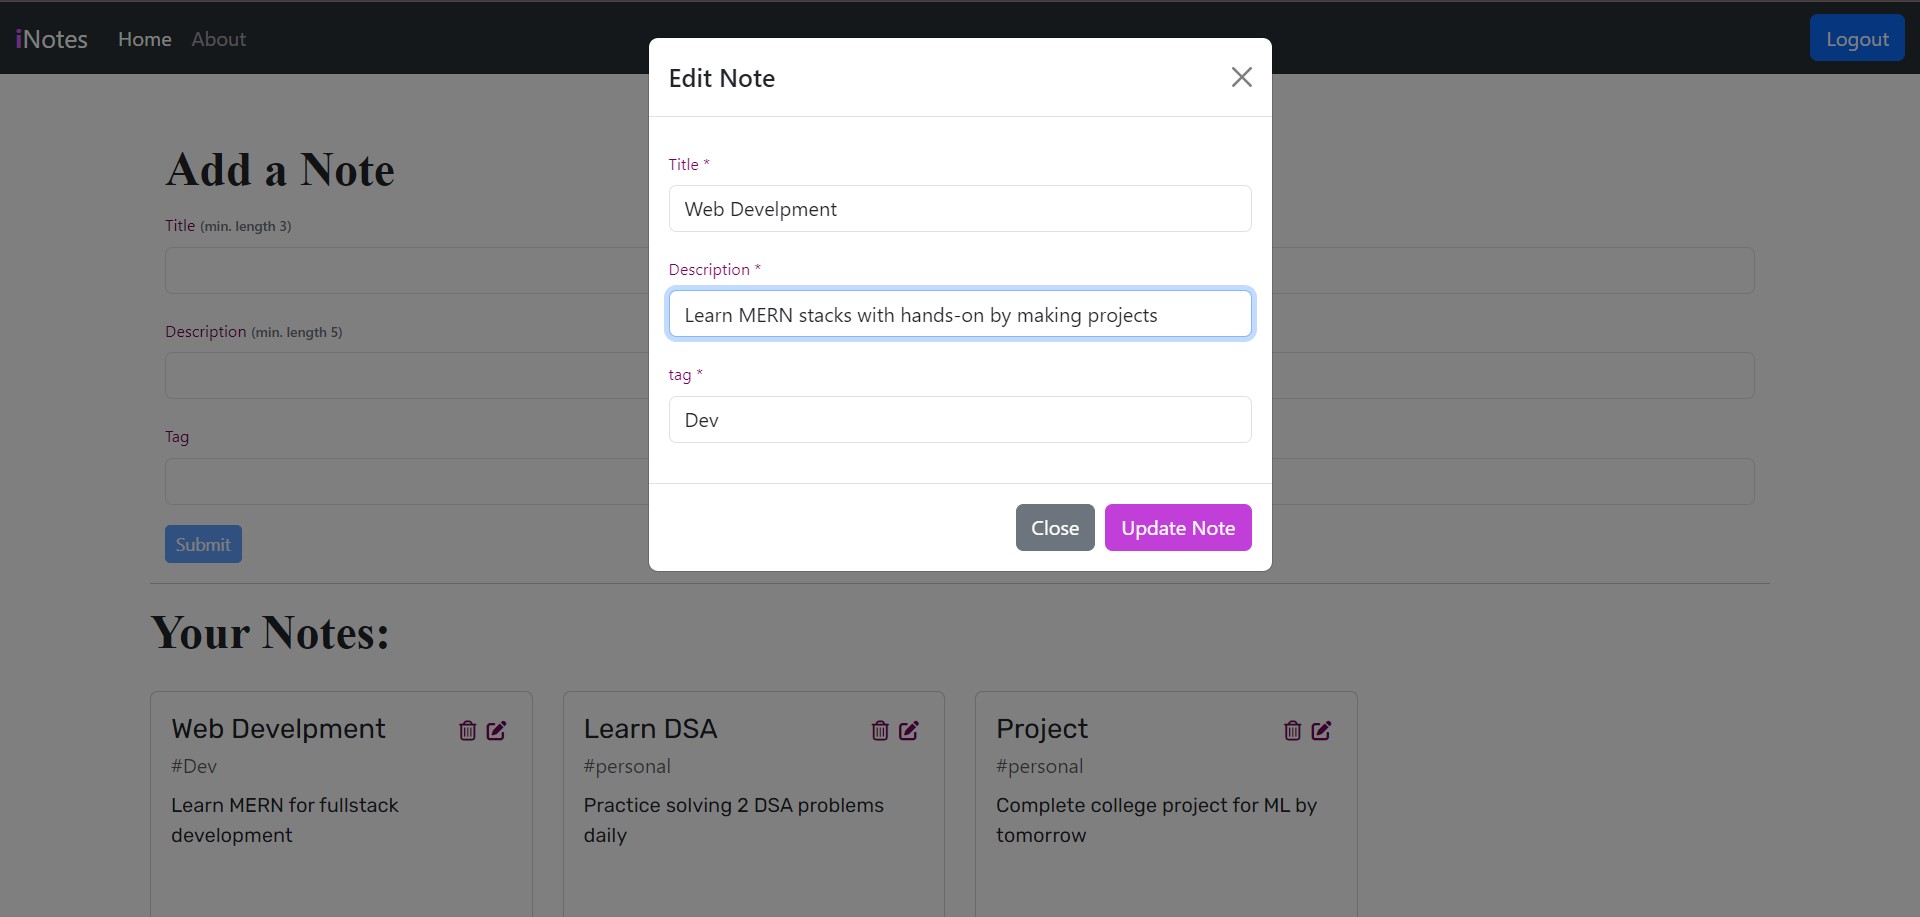 iNotes Home About Logout
Edit Note
Title *
Web Develpment
Description *
Learn MERN stacks with hands-on by making projects
tag *
Dev
Close Update Note
Add a Note
Title (min. length 3)
Description (min. length 5)
Tag
Submit
Your Notes:
Web Develpment
#Dev
Learn MERN for fullstack
development
Learn DSA
#personal
Practice solving 2 DSA problems
daily
Project
#personal
Complete college project for ML by
tomorrow